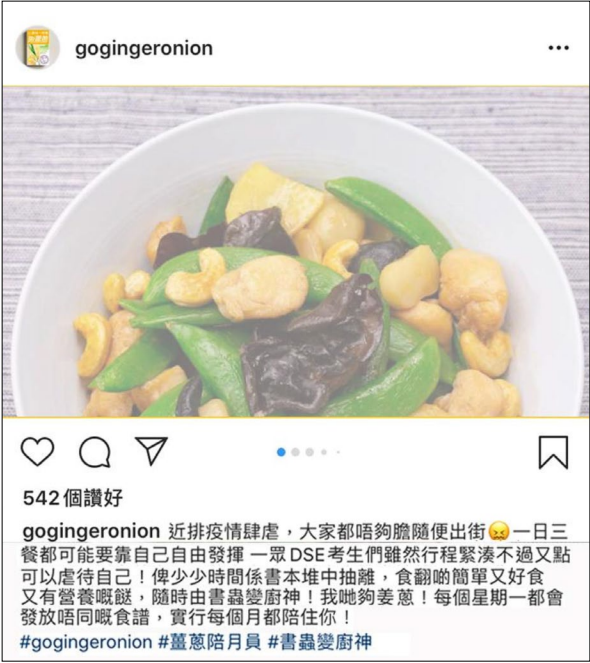 gogingeronion
542個讚好
gogingeronion 近排疫情肆虐，大家都唔夠膽隨便出街😖一日三
餐都可能要靠自己自由發揮 一眾DSE考生們雖然行程緊湊不過又點
可以虐待自己！俾少少時間係書本堆中抽離，食翻啲簡單又好食
又有營養嘅餸，隨時由書蟲變廚神！我哋夠姜蔥！每個星期一都會
發放唔同嘅食譜，實行每個月都陪住你！
#gogingeronion #薑蔥陪月員 #書蟲變廚神